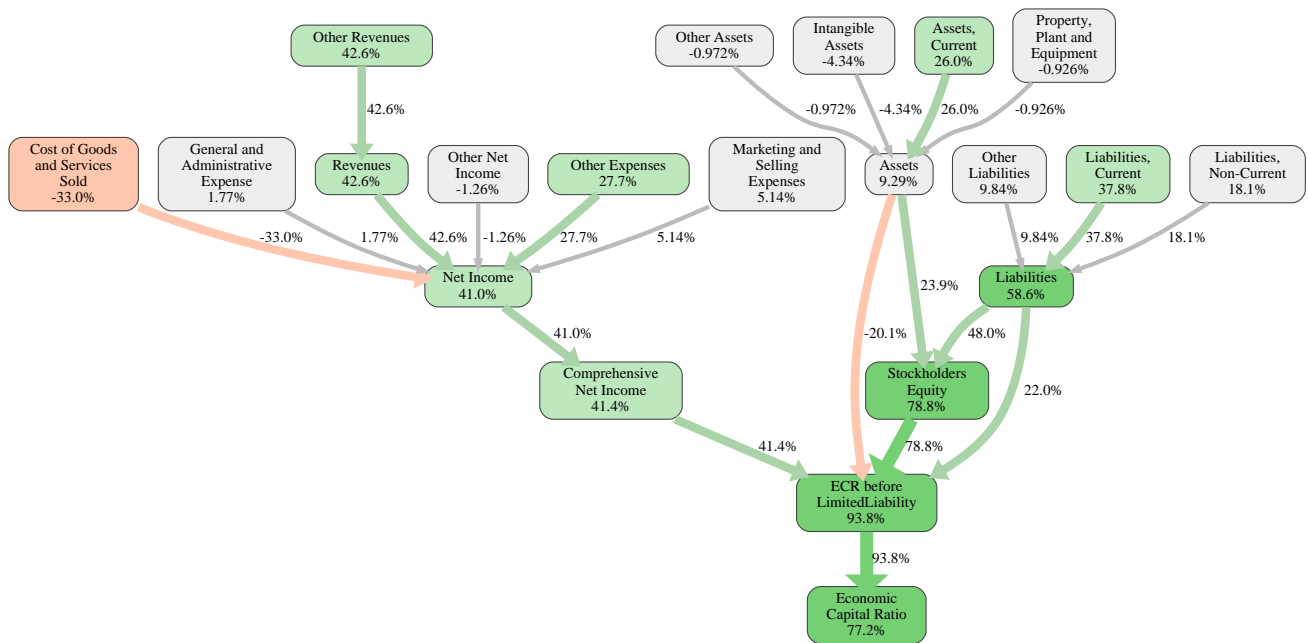 Other Revenues
42.6%
Other Assets
-0.972%
Intangible
Assets
-4.34%
Assets,
Current
26.0%
Property,
Plant and
Equipment
-0.926%
42.6%
-0.972%
-4.34%
26.0%
-0.926%
Cost of Goods
and Services
Sold
-33.0%
General and
Administrative
Expense
1.77%
Revenues
42.6%
Other Net
Income
-1.26%
Other Expenses
27.7%
Marketing and
Selling
Expenses
5.14%
Assets
9.29%
Other
Liabilities
9.84%
Liabilities,
Current
37.8%
Liabilities,
Non-Current
18.1%
-33.0%
1.77%
42.6%
-1.26%
27.7%
5.14%
9.84%
37.8%
18.1%
Net Income
41.0%
Liabilities
58.6%
23.9%
41.0%
-20.1%
48.0%
Comprehensive
Net Income
41.4%
Stockholders
Equity
78.8%
22.0%
41.4%
78.8%
ECR before
LimitedLiability
93.8%
93.8%
Economic
Capital Ratio
77.2%